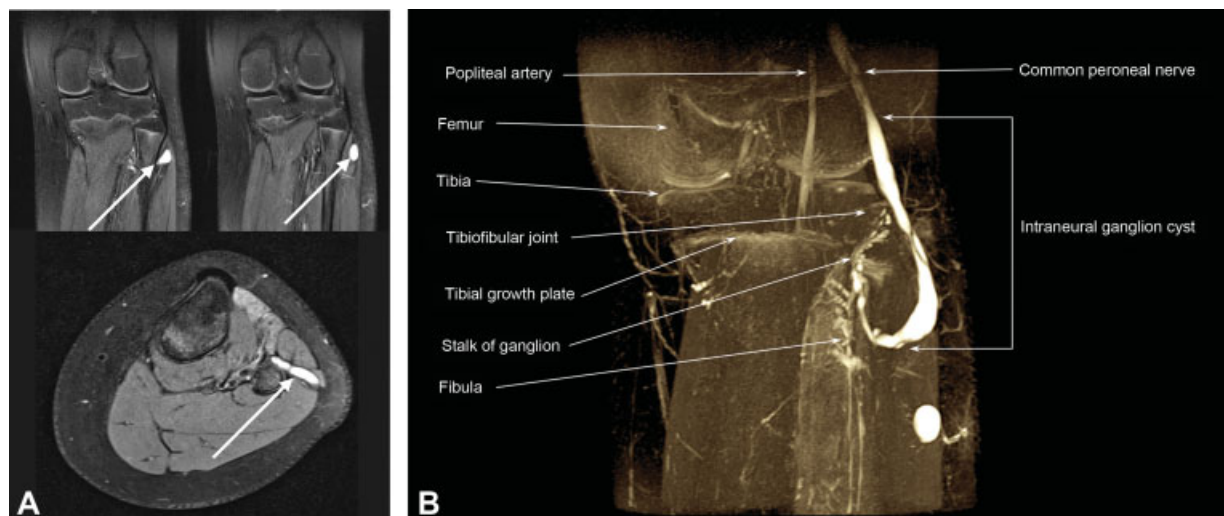 A
Popliteal artery
Femur
Tibia
Tibiofibular joint
Tibial growth plate
Stalk of ganglion
Fibula
Common peroneal nerve
Intraneural ganglion cyst
B